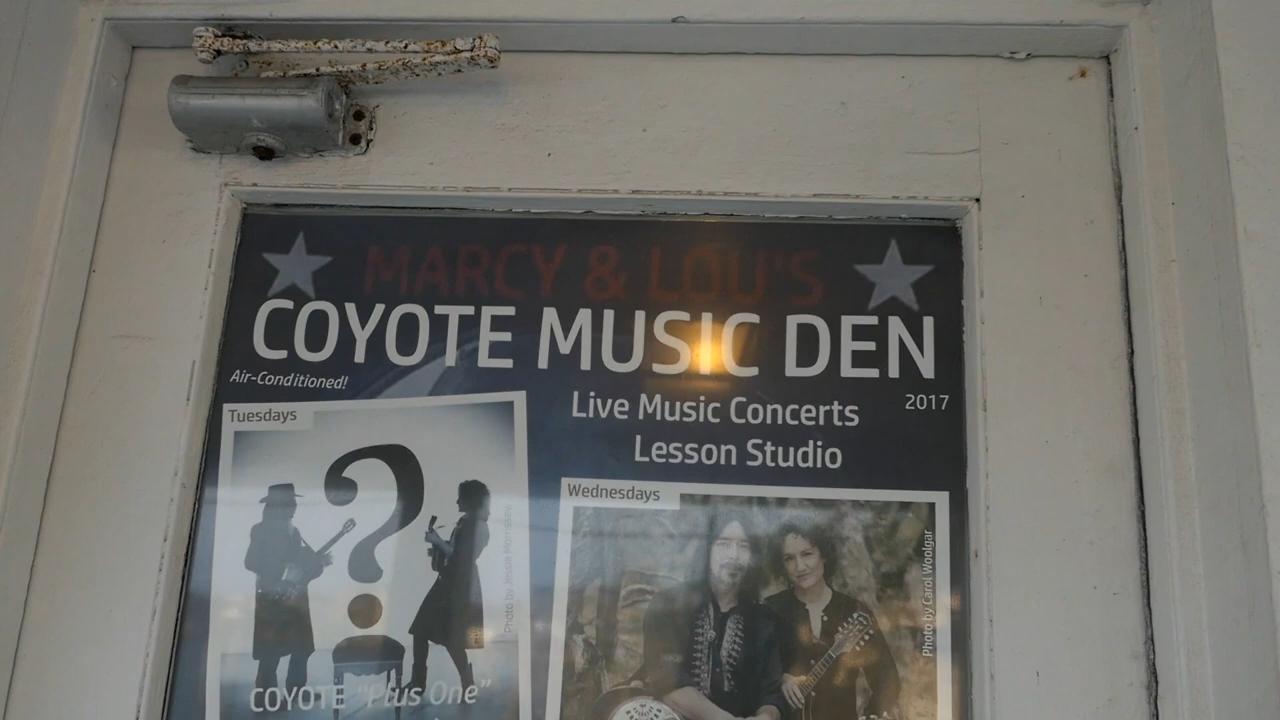 MARCY & LOU'S
COYOTE MUSIC DEN
Air-Conditioned!
2017
Live Music Concerts
Lesson Studio
Tuesdays
?
Photo by Jessie Morrissey
COYOTE "Plus One"
Wednesdays
Photo by Carol Woolgar